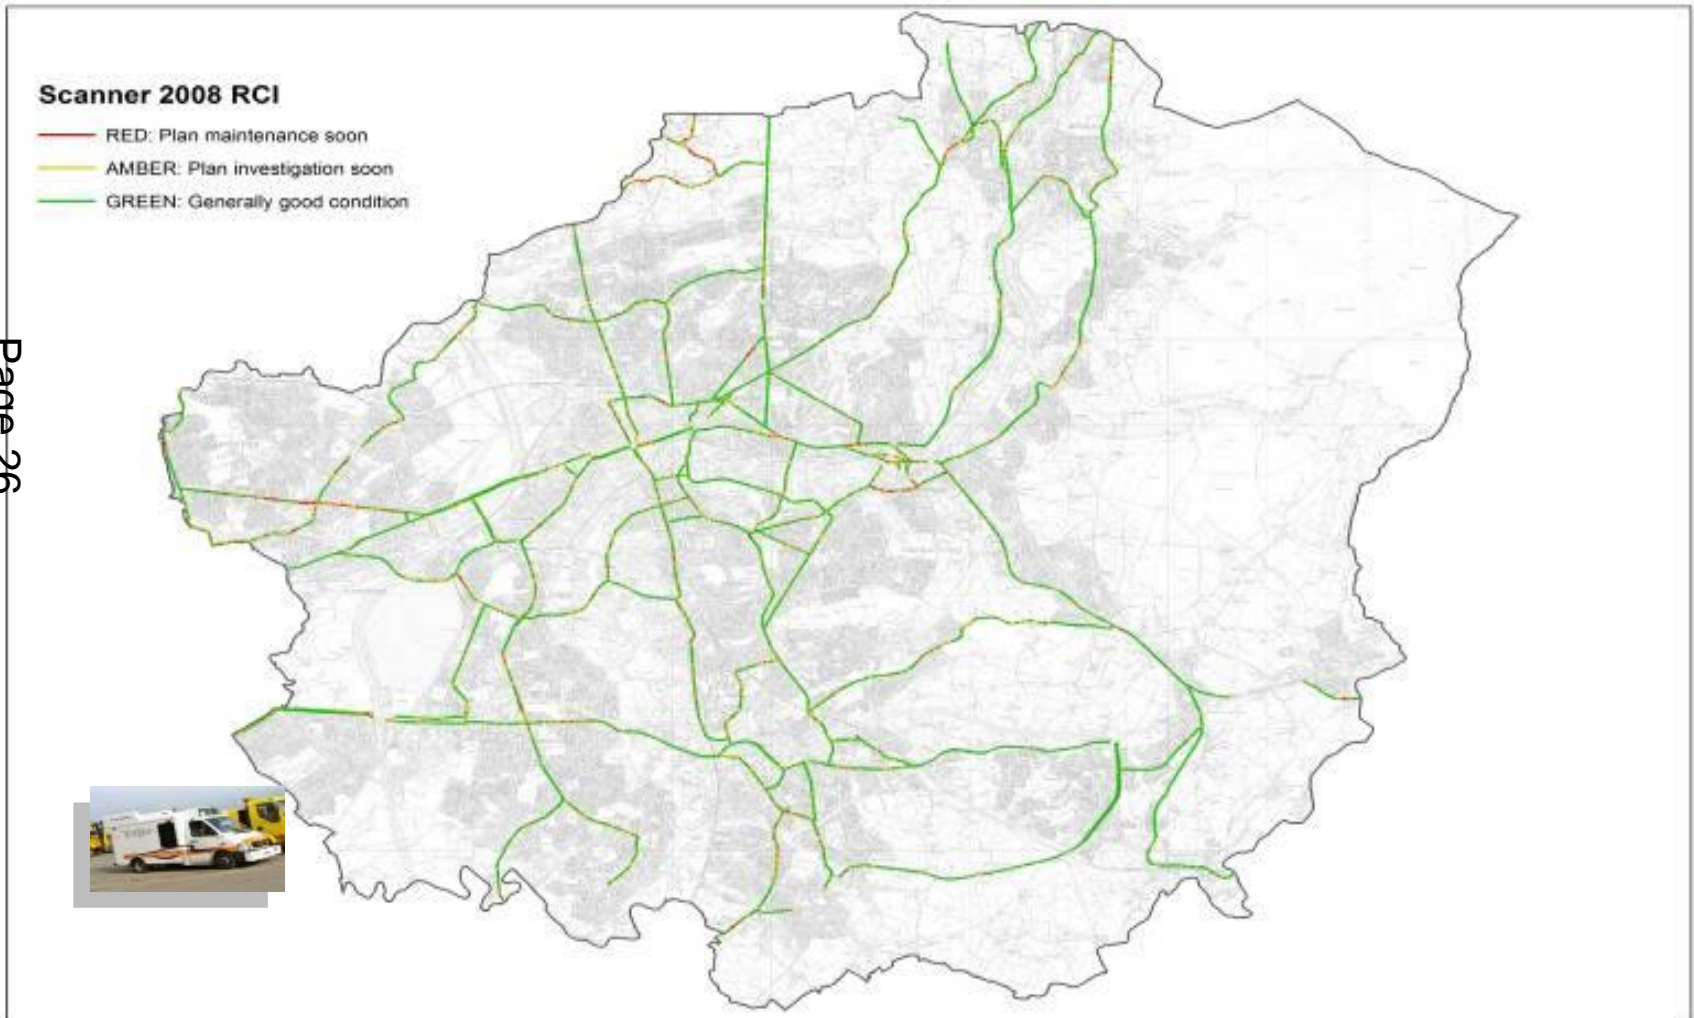 Scanner 2008 RCI
RED: Plan maintenance soon
AMBER: Plan investigation soon
GREEN: Generally good condition
Page 26